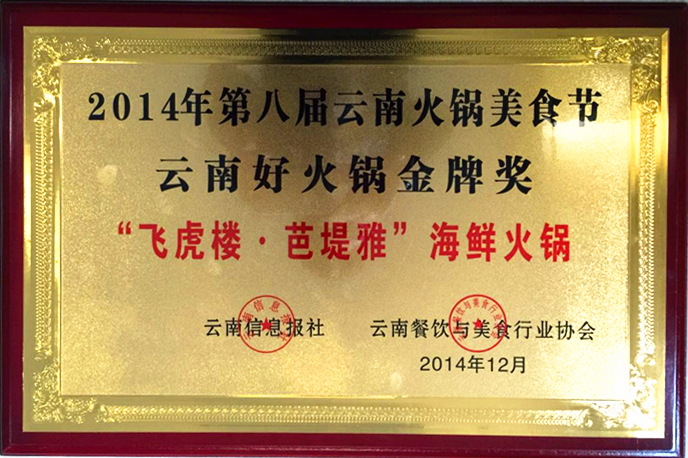 2014年第八届云南火锅美食节
云南好火锅金牌奖
“飞虎楼·芭堤雅”海鲜火锅
云南信息报社 云南餐饮与美食行业协会
2014年12月